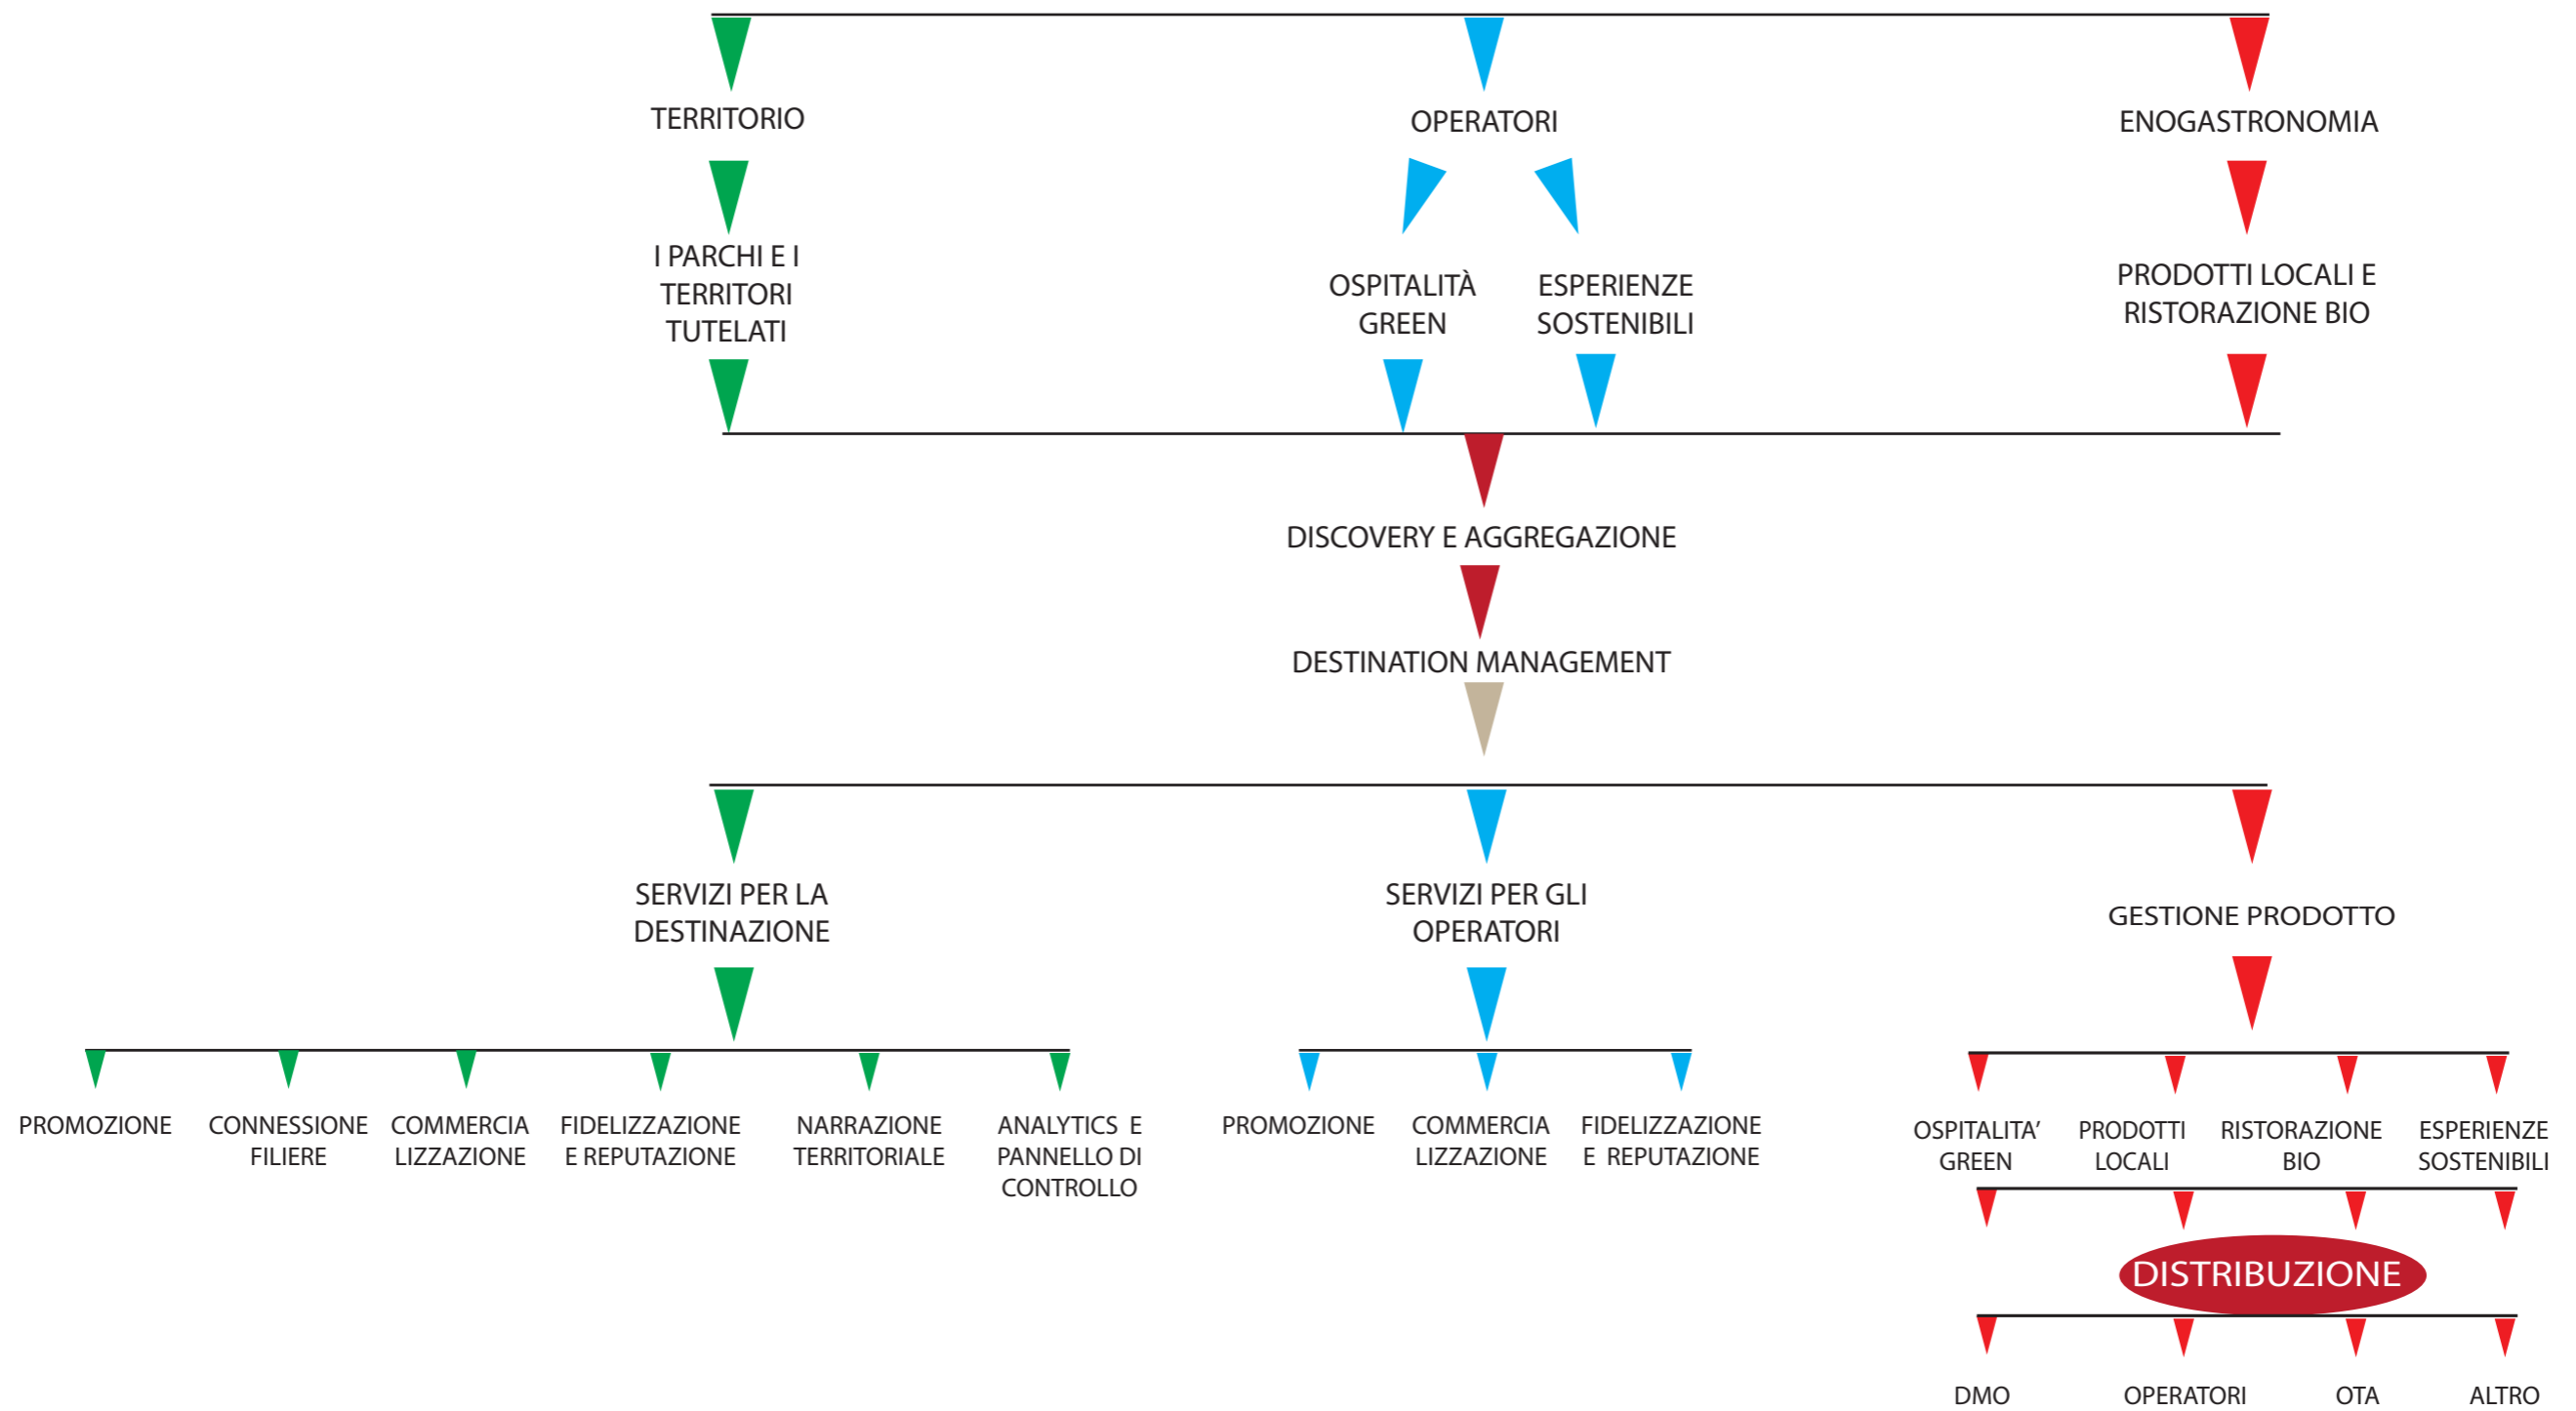 TERRITORIO
OPERATORI
ENOGASTRONOMIA
I PARCHI E I
TERRITORI
TUTELATI
OSPITALITÀ
GREEN
ESPERIENZE
SOSTENIBILI
PRODOTTI LOCALI E
RISTORAZIONE BIO
DISCOVERY E AGGREGAZIONE
DESTINATION MANAGEMENT
SERVIZI PER LA
DESTINAZIONE
SERVIZI PER GLI
OPERATORI
GESTIONE PRODOTTO
PROMOZIONE
CONNESSIONE
FILIERE
COMMERCIA
LIZZAZIONE
FIDELIZZAZIONE
E REPUTAZIONE
NARRAZIONE
TERRITORIALE
ANALYTICS E
PANNELLO DI
CONTROLLO
PROMOZIONE
COMMERCIA
LIZZAZIONE
FIDELIZZAZIONE
E REPUTAZIONE
OSPITALITA’
GREEN
PRODOTTI
LOCALI
RISTORAZIONE
BIO
ESPERIENZE
SOSTENIBILI
DISTRIBUZIONE
DMO
OPERATORI
OTA
ALTRO